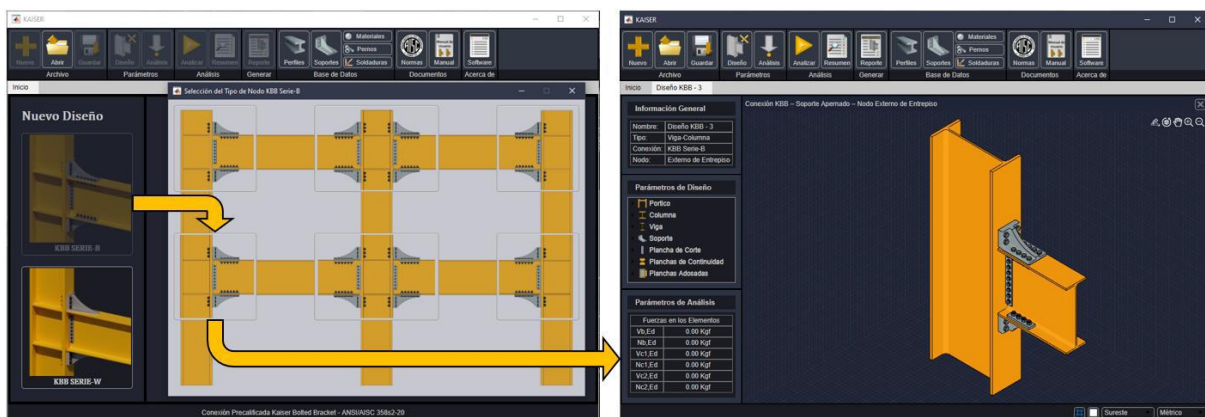 KAISER
Nuevo Abrir Guardar Diseño Análisis Analizar Resumen Reporte Perfiles Soportes Materiales Pernos Soldaduras Normas Manual Software
Archivo Parámetros Análisis Generar Base de Datos Documentos Acerca de
Inicio
Nuevo Diseño
KBB SERIE-B
KBB SERIE-W
Selección del Tipo de Nodo KBB Serie-B
Conexión Precalificada Kaiser Bolted Bracket - ANSI/AISC 358s2-20
KAISER
Nuevo Abrir Guardar Diseño Análisis Analizar Resumen Reporte Perfiles Soportes Materiales Pernos Soldaduras Normas Manual Software
Archivo Parámetros Análisis Generar Base de Datos Documentos Acerca de
Inicio Diseño KBB - 3
Información General
Nombre: Diseño KBB - 3
Tipo: Viga-Columna
Conexión: KBB Serie-B
Nodo: Externo de Entrepiso
Parámetros de Diseño
Portico
Columna
Viga
Soporte
Plancha de Corte
Planchas de Continuidad
Planchas Adosadas
Parámetros de Análisis
Fuerzas en los Elementos
Vb,Ed 0.00 Kgf
Nb,Ed 0.00 Kgf
Vc1,Ed 0.00 Kgf
Nc1,Ed 0.00 Kgf
Vc2,Ed 0.00 Kgf
Nc2,Ed 0.00 Kgf
Conexión KBB – Soporte Apernado – Nodo Externo de Entrepiso
Sureste Métrico